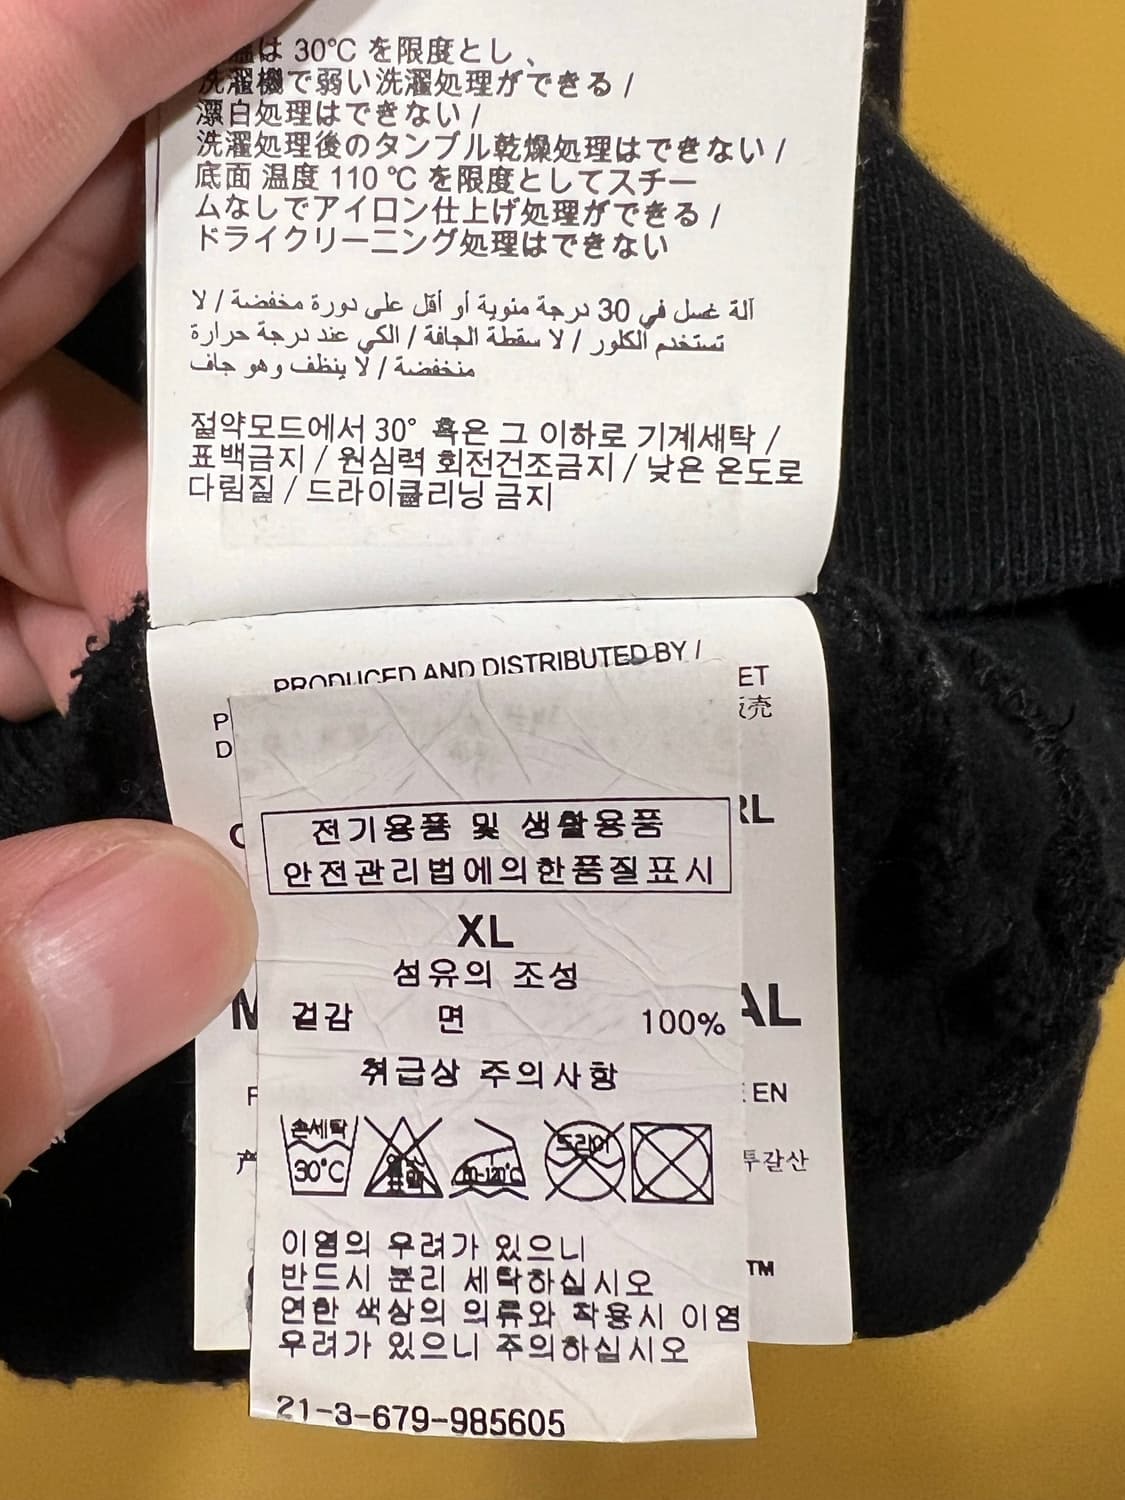 は 30℃ を限度とし 、
洗濯機で弱い洗濯処理ができる /
漂白処理はできない /
洗濯処理後のタンブル乾燥処理はできない /
底面 温度 110 ℃ を限度としてスチー
ムなしでアイロン仕上げ処理ができる /
ドライクリーニング処理はできない
آلة غسل في 30 درجة مئوية أو أقل على دورة مخفضة / لا
تستخدم الكلور / لا سقطة الجافة / الكي عند درجة حرارة
منخفضة / لا ينظف وهو جاف
절약모드에서 30° 혹은 그 이하로 기계세탁 /
표백금지 / 원심력 회전건조금지 / 낮은 온도로
다림질 / 드라이클리닝 금지
PRODUCED AND DISTRIBUTED BY /
전기용품 및 생활용품
안전관리법에의한품질표시
XL
섬유의 조성
겉감 면 100%
취급상 주의사항
손세탁 30℃ 표백 드라이
이염의 우려가 있으니
반드시 분리 세탁하십시오
연한 색상의 의류와 착용시 이염
우려가 있으니 주의하십시오
21-3-679-985605
EN
투갈산
TM